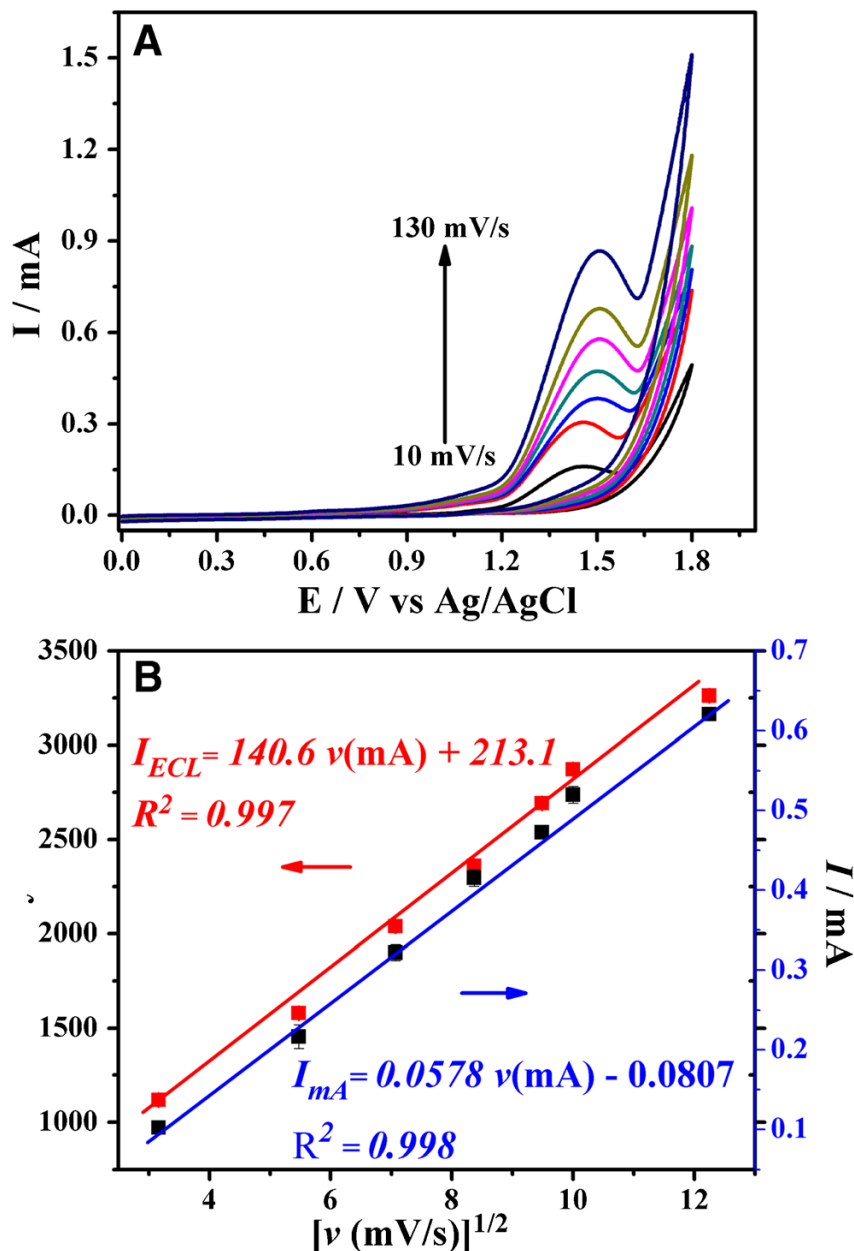 A
1.5
1.2
0.9
0.6
0.3
0.0
I / mA
130 mV/s
10 mV/s
0.0 0.3 0.6 0.9 1.2 1.5 1.8
E / V vs Ag/AgCl
B
3500
3000
2500
2000
1500
1000
I_ECL = 140.6 v(mA) + 213.1
R² = 0.997
0.7
0.6
0.5
0.4
0.3
0.2
0.1
I / mA
I_mA = 0.0578 v(mA) - 0.0807
R² = 0.998
4 6 8 10 12
[v (mV/s)]^1/2